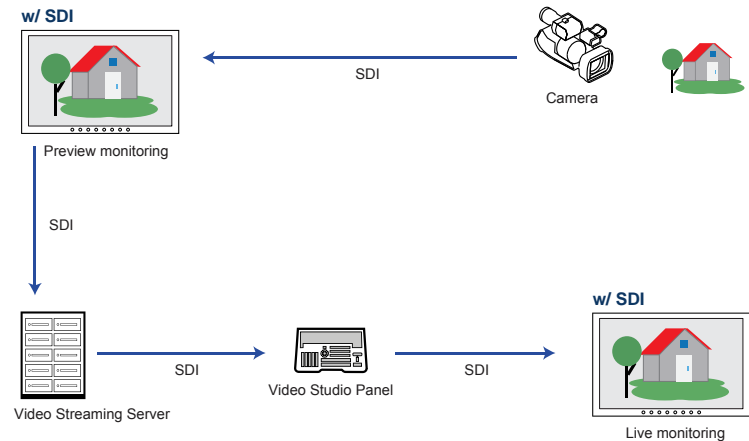 w/ SDI
SDI
Camera
Preview monitoring
SDI
w/ SDI
SDI
Video Studio Panel
SDI
Video Streaming Server
Live monitoring